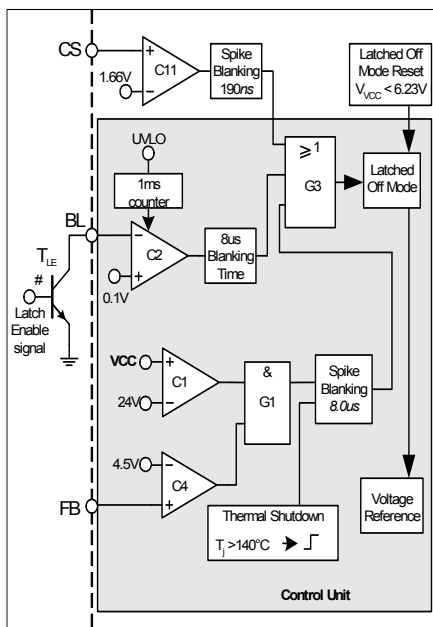 CS
+
C11
1.66V
−
Spike
Blanking
190ns
Latched Off
Mode Reset
V_VCC < 6.23V
UVLO
1ms
counter
≥ 1
G3
Latched
Off Mode
BL
−
C2
+
0.1V
8us
Blanking
Time
T_LE
#
Latch
Enable
signal
VCC
+
C1
24V
−
&
G1
Spike
Blanking
8.0us
4.5V
−
C4
+
FB
Thermal Shutdown
T_j >140°C
Voltage
Reference
Control Unit